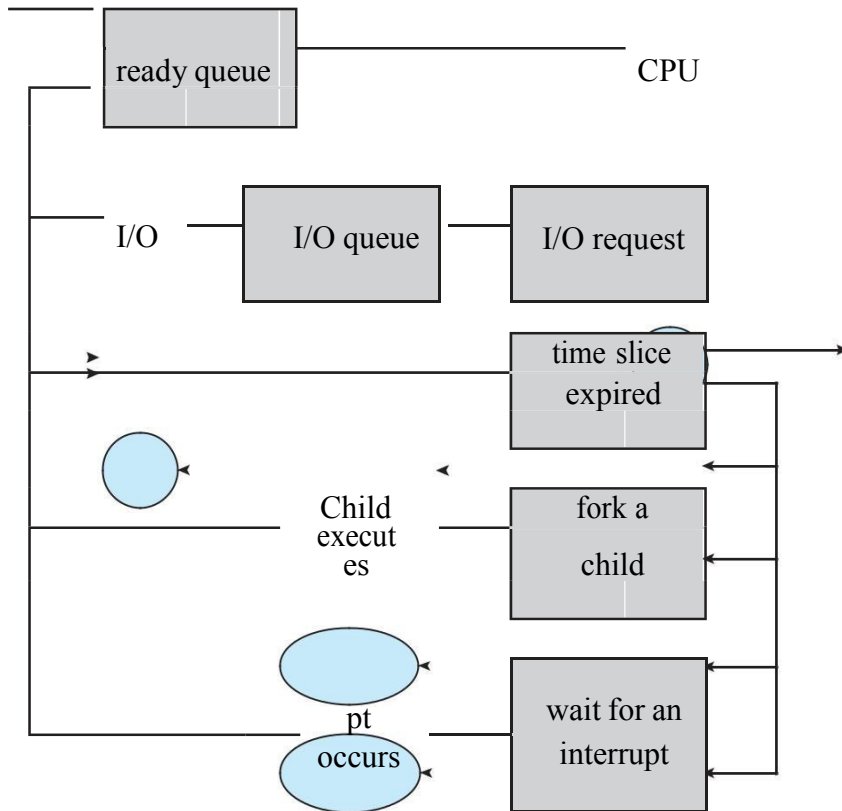 ready queue
CPU
I/O
I/O queue
I/O request
time slice
expired
Child
execut
es
fork a
child
pt
occurs
wait for an
interrupt